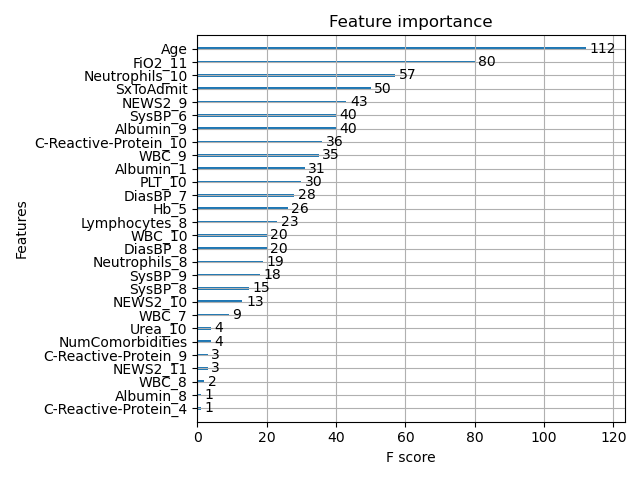 Feature importance
Age 112
FiO2_11 80
Neutrophils_10 57
SxToAdmit 50
NEWS2_9 43
SysBP_6 40
Albumin_9 40
C-Reactive-Protein_10 36
WBC_9 35
Albumin_1 31
PLT_10 30
DiasBP_7 28
Hb_5 26
Lymphocytes_8 23
WBC_10 20
DiasBP_8 20
Neutrophils_8 19
SysBP_9 18
SysBP_8 15
NEWS2_10 13
WBC_7 9
Urea_10 4
NumComorbidities 4
C-Reactive-Protein_9 3
NEWS2_11 3
WBC_8 2
Albumin_8 1
C-Reactive-Protein_4 1
Features
0 20 40 60 80 100 120
F score